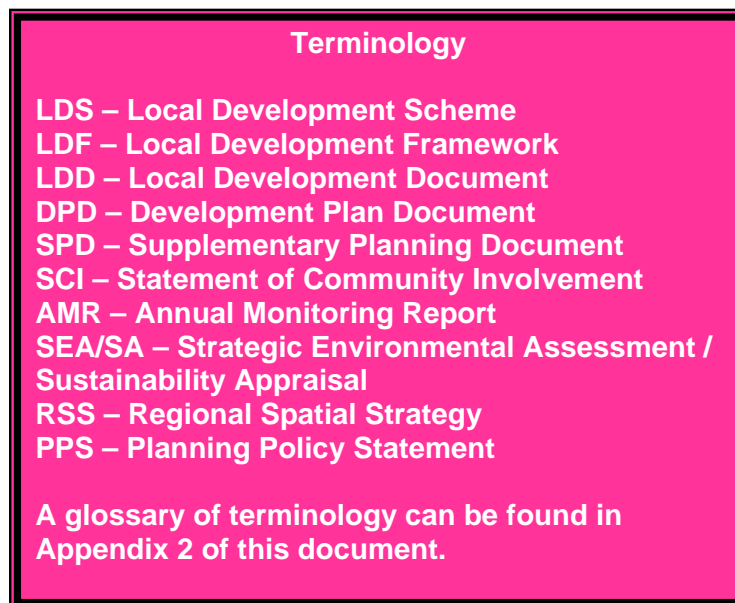 Terminology
LDS – Local Development Scheme
LDF – Local Development Framework
LDD – Local Development Document
DPD – Development Plan Document
SPD – Supplementary Planning Document
SCI – Statement of Community Involvement
AMR – Annual Monitoring Report
SEA/SA – Strategic Environmental Assessment /
Sustainability Appraisal
RSS – Regional Spatial Strategy
PPS – Planning Policy Statement
A glossary of terminology can be found in
Appendix 2 of this document.